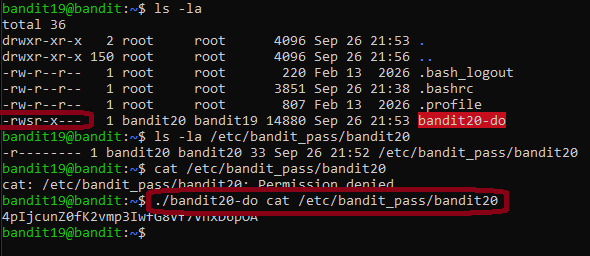 bandit19@bandit:~$ ls -la
total 36
drwxr-xr-x   2 root     root      4096 Sep 26 21:53 .
drwxr-xr-x 150 root     root      4096 Sep 26 21:56 ..
-rw-r--r--   1 root     root       220 Feb 13  2026 .bash_logout
-rw-r--r--   1 root     root      3851 Sep 26 21:38 .bashrc
-rw-r--r--   1 root     root       807 Feb 13  2026 .profile
-rwsr-x---   1 bandit20 bandit19 14880 Sep 26 21:53 bandit20-do
bandit19@bandit:~$ ls -la /etc/bandit_pass/bandit20
-r-------- 1 bandit20 bandit20 33 Sep 26 21:52 /etc/bandit_pass/bandit20
bandit19@bandit:~$ cat /etc/bandit_pass/bandit20
cat: /etc/bandit_pass/bandit20: Permission denied
bandit19@bandit:~$ ./bandit20-do cat /etc/bandit_pass/bandit20
bandit19@bandit:~$